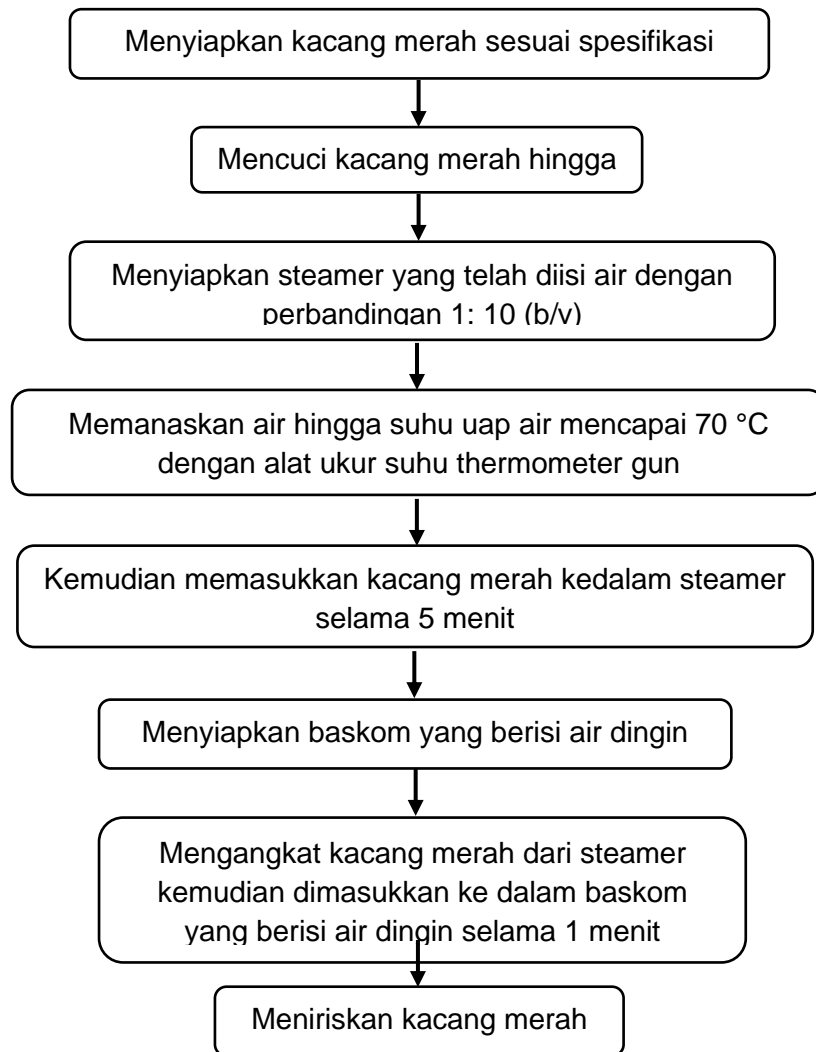 Menyiapkan kacang merah sesuai spesifikasi
Mencuci kacang merah hingga
Menyiapkan steamer yang telah diisi air dengan
perbandingan 1: 10 (b/v)
Memanaskan air hingga suhu uap air mencapai 70 °C
dengan alat ukur suhu thermometer gun
Kemudian memasukkan kacang merah kedalam steamer
selama 5 menit
Menyiapkan baskom yang berisi air dingin
Mengangkat kacang merah dari steamer
kemudian dimasukkan ke dalam baskom
yang berisi air dingin selama 1 menit
Meniriskan kacang merah